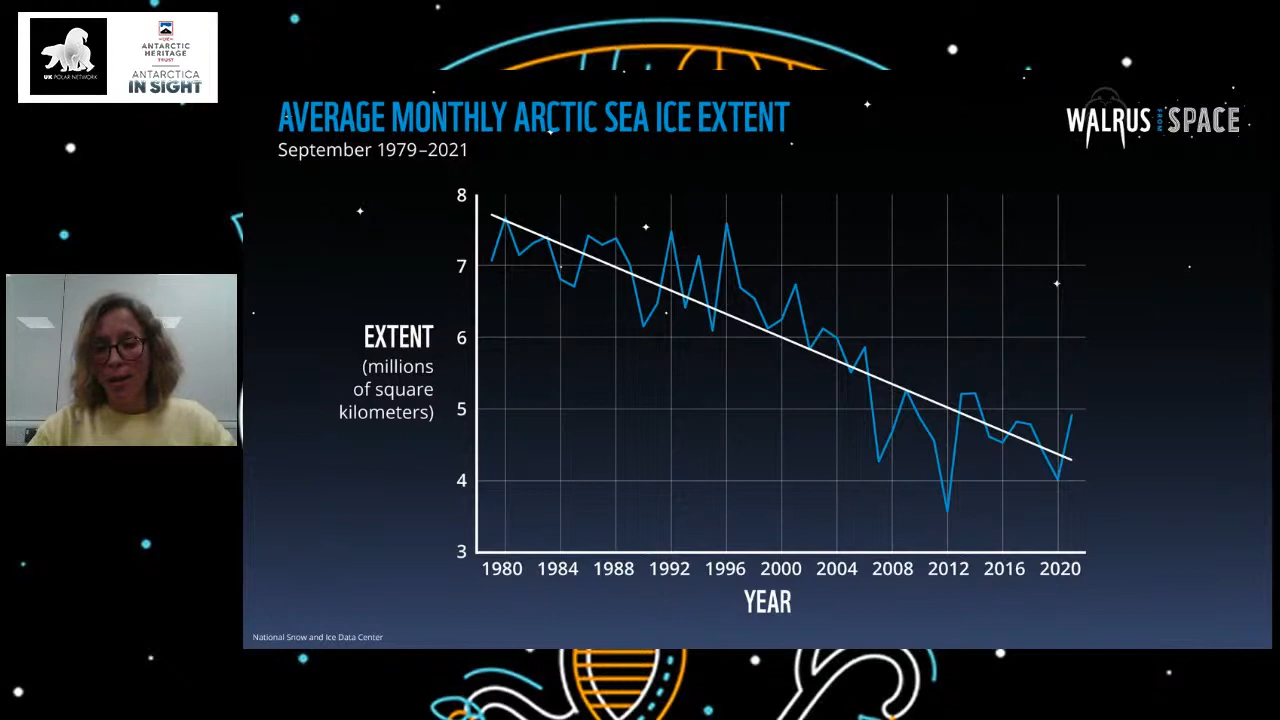 UK POLAR NETWORK
UK
ANTARCTIC
HERITAGE
TRUST
ANTARCTICA
IN SIGHT
AVERAGE MONTHLY ARCTIC SEA ICE EXTENT
September 1979–2021
WALRUS FROM SPACE
8
7
6
5
4
3
EXTENT
(millions
of square
kilometers)
1980 1984 1988 1992 1996 2000 2004 2008 2012 2016 2020
YEAR
National Snow and Ice Data Center